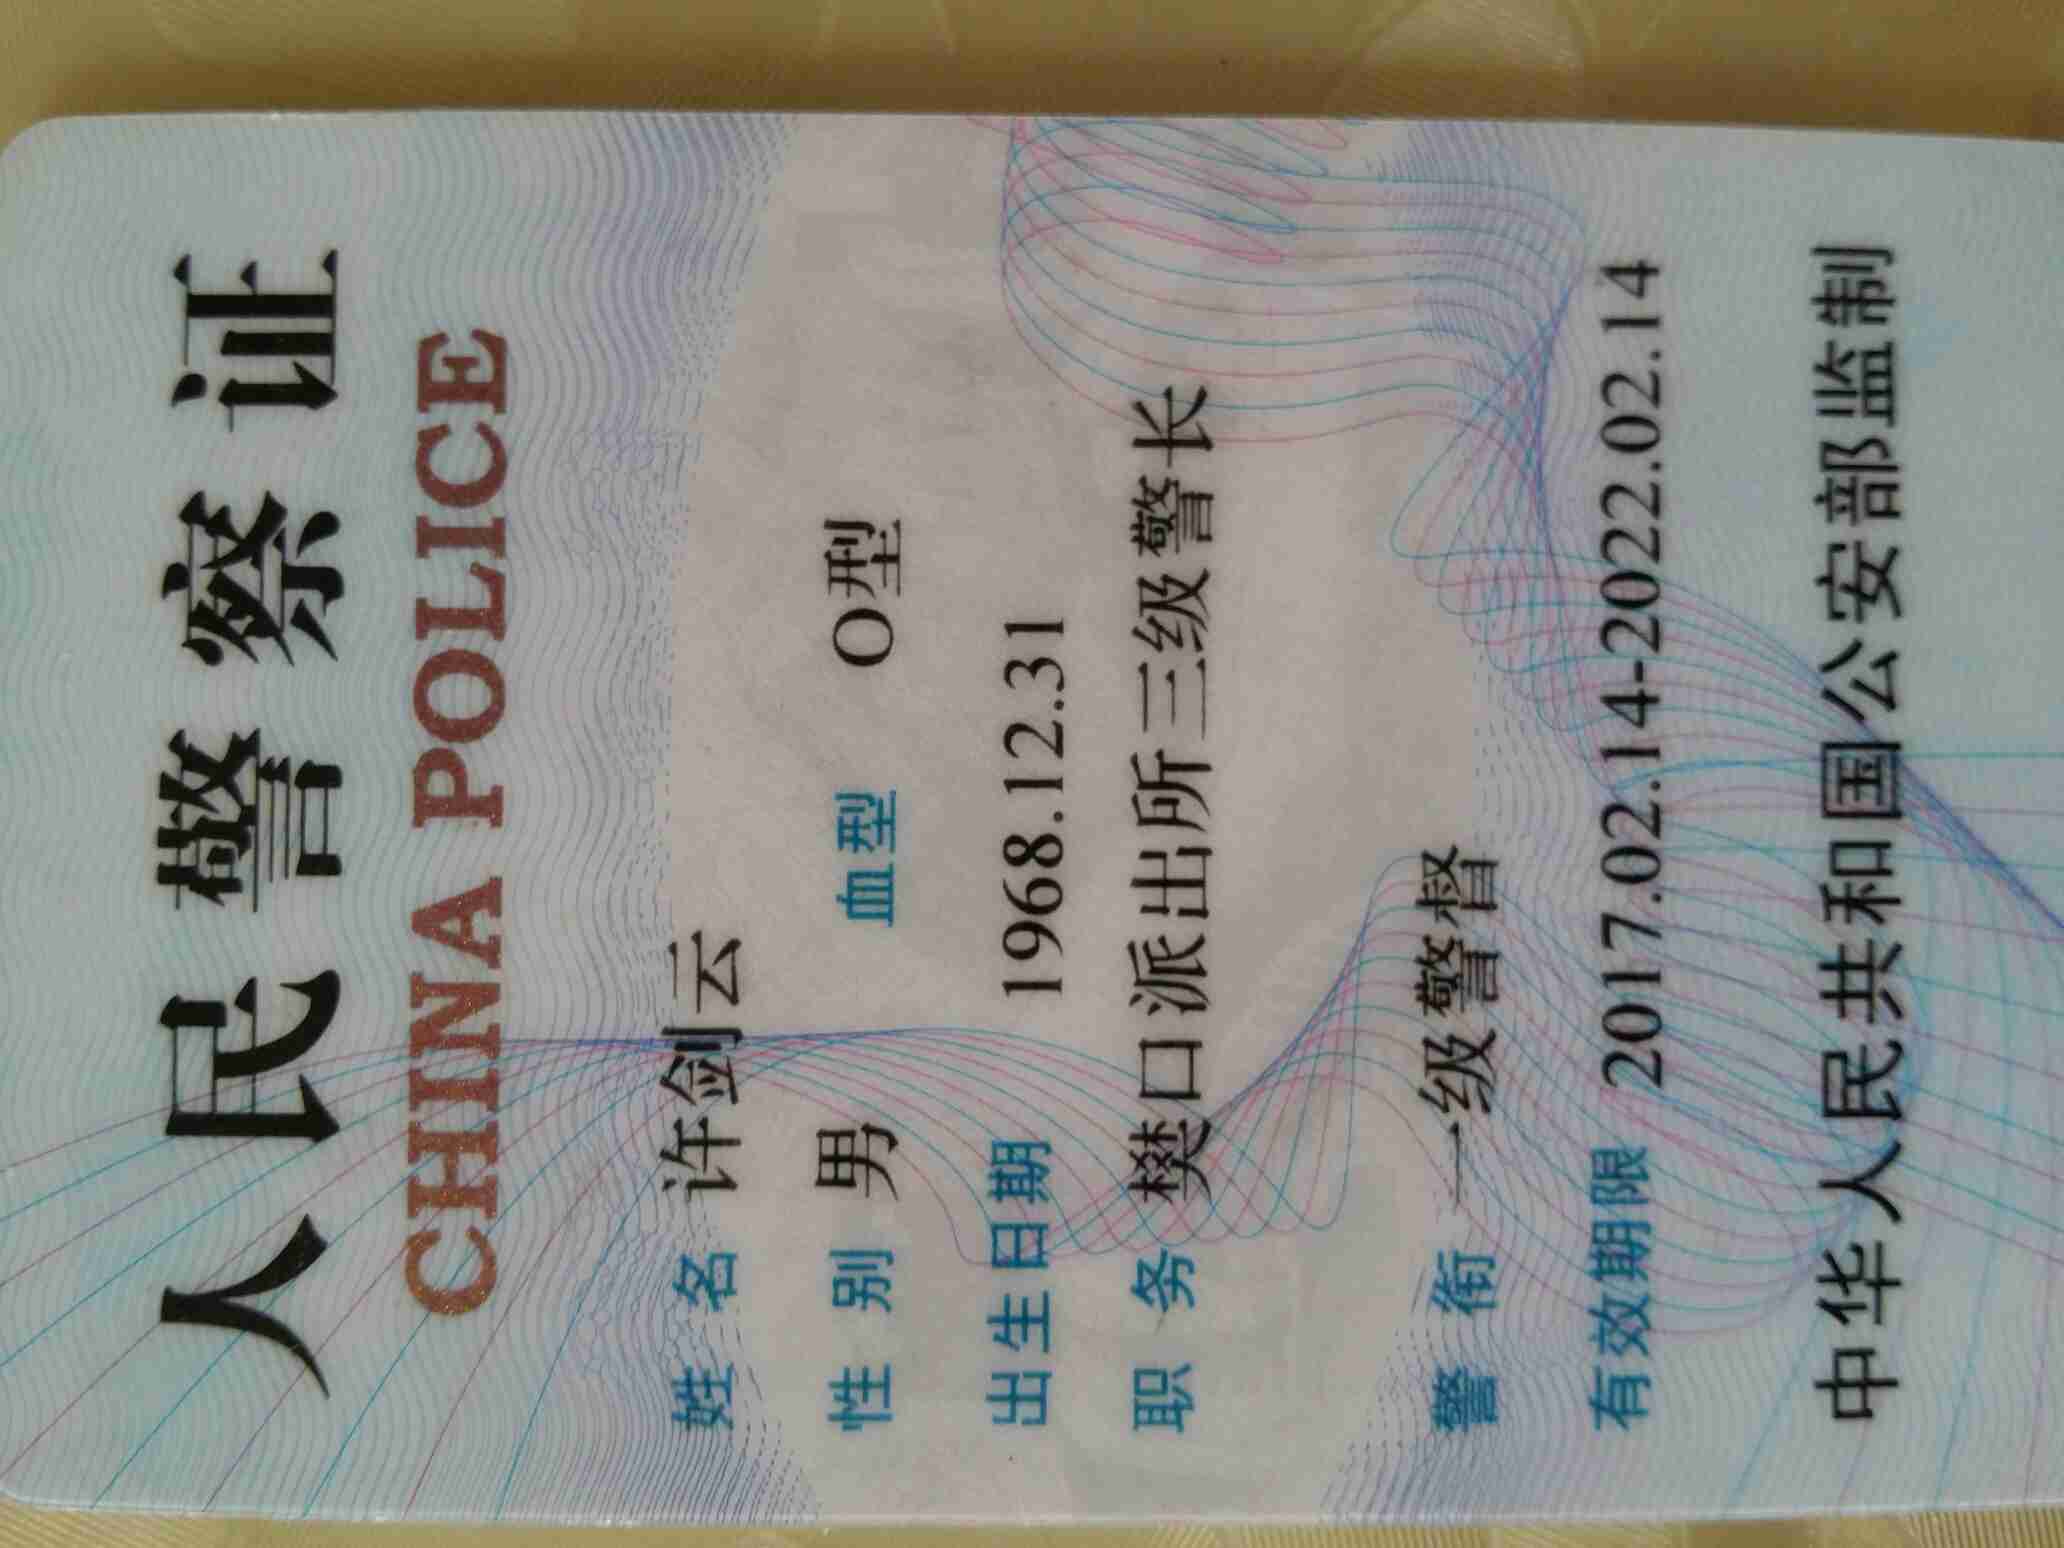 人民警察证
CHINA POLICE
姓名 许剑云
性别 男 血型 O型
出生日期 1968.12.31
职务 樊口派出所三级警长
警衔 一级警督
有效期限 2017.02.14-2022.02.14
中华人民共和国公安部监制